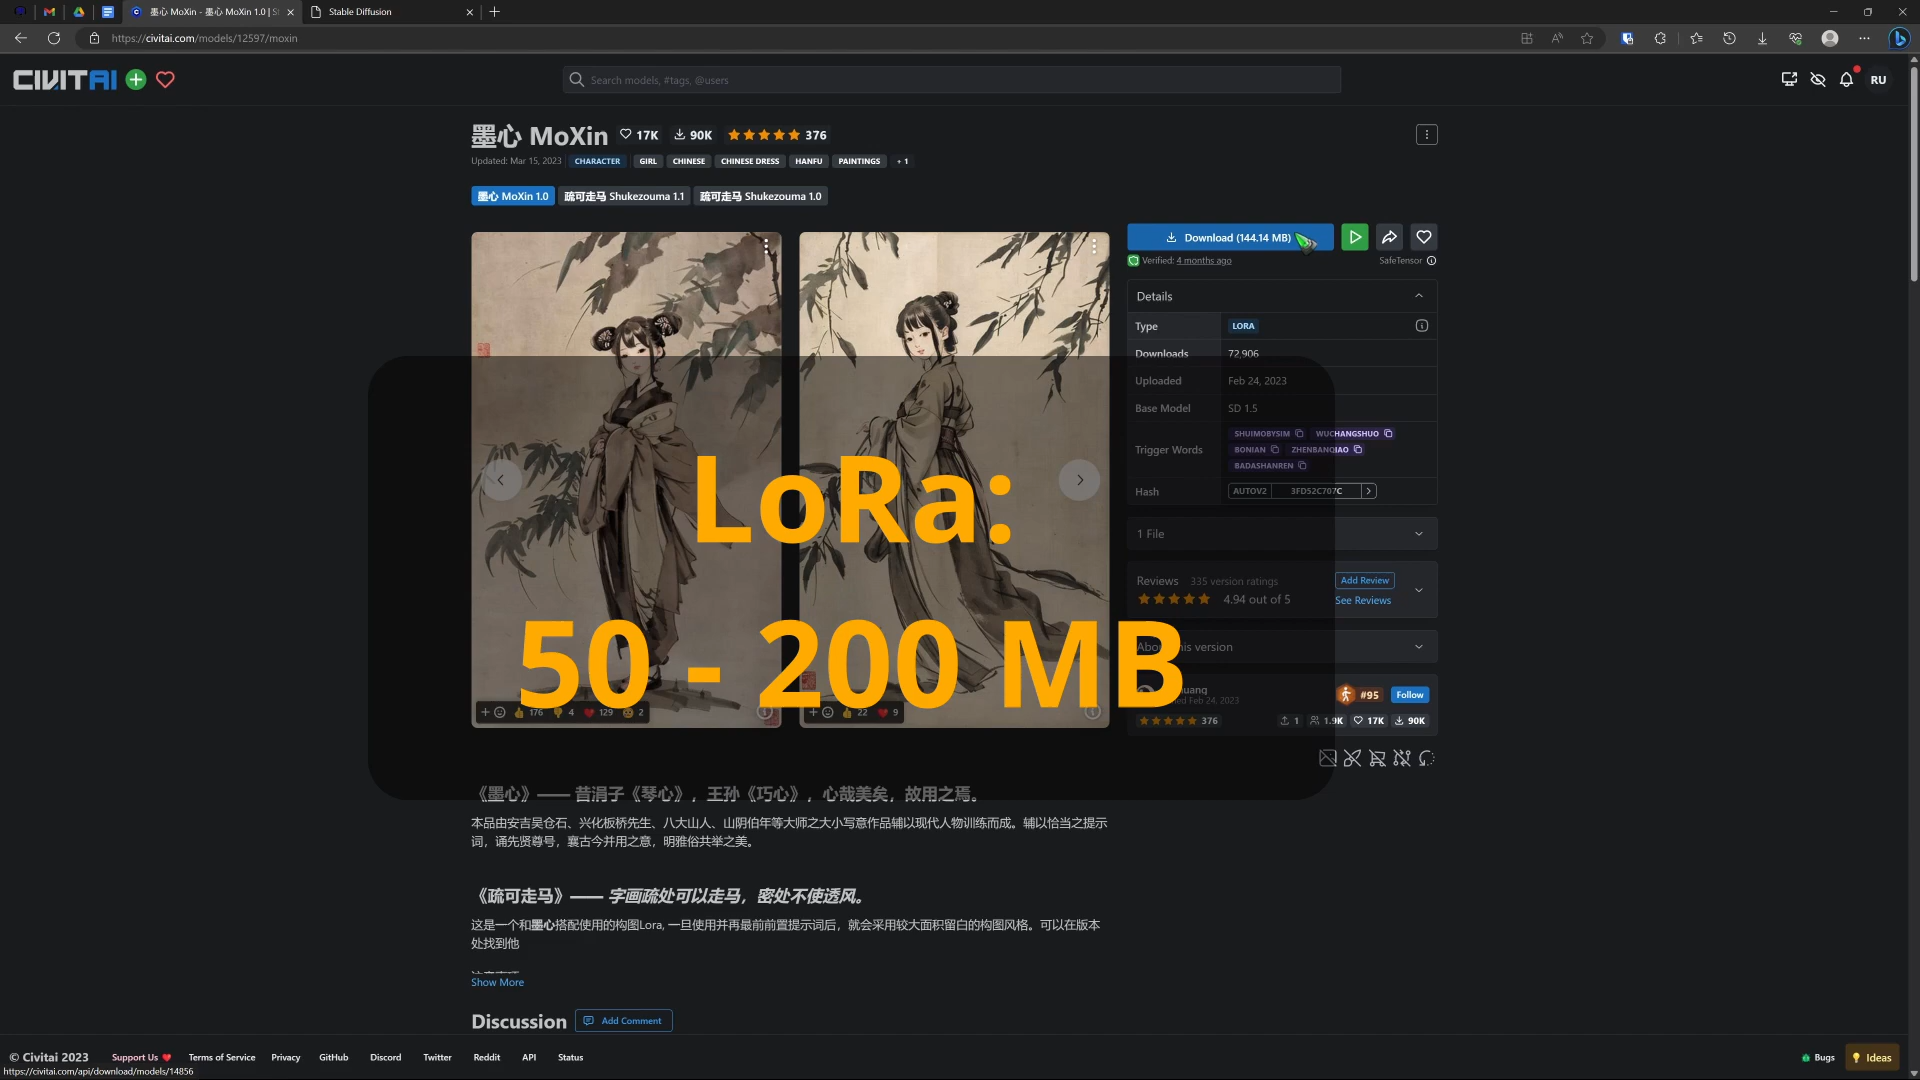 墨心 MoXin - 墨心 MoXin 1.0 | S
Stable Diffusion
https://civitai.com/models/12597/moxin
CIVITAI
Search models, #tags, @users
RU
墨心 MoXin 17K 90K 376
Updated: Mar 15, 2023 CHARACTER GIRL CHINESE CHINESE DRESS HANFU PAINTINGS + 1
墨心 MoXin 1.0 疏可走马 Shukezouma 1.1 疏可走马 Shukezouma 1.0
Download (144.14 MB)
Verified: 4 months ago SafeTensor
Details
Type LORA
Downloads 72,906
Uploaded Feb 24, 2023
Base Model SD 1.5
Trigger Words SHUIMOBYSIM WUCHANGSHUO
BONIAN ZHENBANQIAO
BADASHANREN
Hash AUTOV2 3FD52C707C
1 File
Reviews 335 version ratings Add Review
4.94 out of 5 See Reviews
this version
LoRa:
50 - 200 MB
uang #95 Follow
Feb 24, 2023
376 1 1.9K 17K 90K
176 4 129 2
22 9
《墨心》—— 昔涓子《琴心》，王孙《巧心》，心哉美矣，故用之焉。
本品由安吉吴仓石、兴化板桥先生、八大山人、山阴伯年等大师之大小写意作品辅以现代人物训练而成。辅以恰当之提示
词，诵先贤尊号，襄古今并用之意，明雅俗共举之美。
《疏可走马》—— 字画疏处可以走马，密处不使透风。
这是一个和墨心搭配使用的构图Lora, 一旦使用并再最前前置提示词后，就会采用较大面积留白的构图风格。可以在版本
处找到他
Show More
Discussion Add Comment
© Civitai 2023 Support Us Terms of Service Privacy GitHub Discord Twitter Reddit API Status Bugs Ideas
https://civitai.com/api/download/models/14856